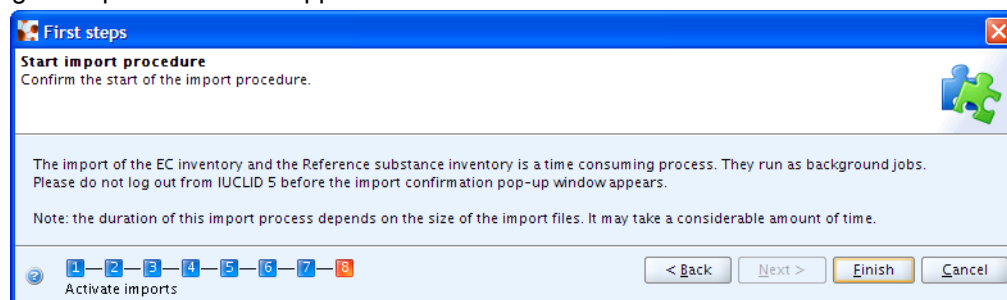 First steps
Start import procedure
Confirm the start of the import procedure.
The import of the EC inventory and the Reference substance inventory is a time consuming process. They run as background jobs.
Please do not log out from IUCLID 5 before the import confirmation pop-up window appears.
Note: the duration of this import process depends on the size of the import files. It may take a considerable amount of time.
1 2 3 4 5 6 7 8
Activate imports
< Back Next > Finish Cancel